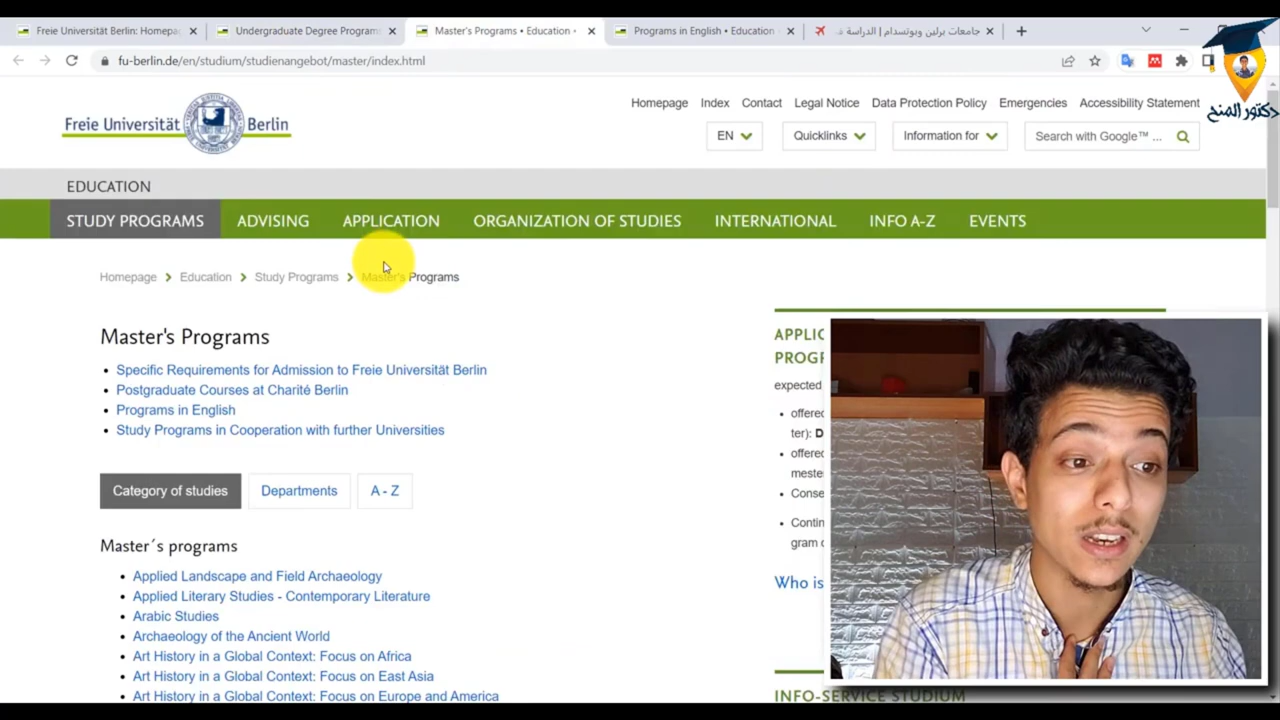 Freie Universität Berlin: Homepa
Undergraduate Degree Program
Master's Programs • Education •
Programs in English • Education
جامعات برلين وبوتسدام | الدراسة
fu-berlin.de/en/studium/studienangebot/master/index.html
دكتور المنح
Freie Universität Berlin
Homepage Index Contact Legal Notice Data Protection Policy Emergencies Accessibility Statement
EN Quicklinks Information for Search with Google™ ...
EDUCATION
STUDY PROGRAMS ADVISING APPLICATION ORGANIZATION OF STUDIES INTERNATIONAL INFO A-Z EVENTS
Homepage Education Study Programs Master's Programs
Master's Programs
• Specific Requirements for Admission to Freie Universität Berlin
• Postgraduate Courses at Charité Berlin
• Programs in English
• Study Programs in Cooperation with further Universities
Category of studies Departments A - Z
Master´s programs
• Applied Landscape and Field Archaeology
• Applied Literary Studies - Contemporary Literature
• Arabic Studies
• Archaeology of the Ancient World
• Art History in a Global Context: Focus on Africa
• Art History in a Global Context: Focus on East Asia
• Art History in a Global Context: Focus on Europe and America
APPLIC
PROGR
expected
• offered
ter): D
• offered
mester
• Conse
• Contin
gram c
Who is
INFO-SERVICE STUDIUM